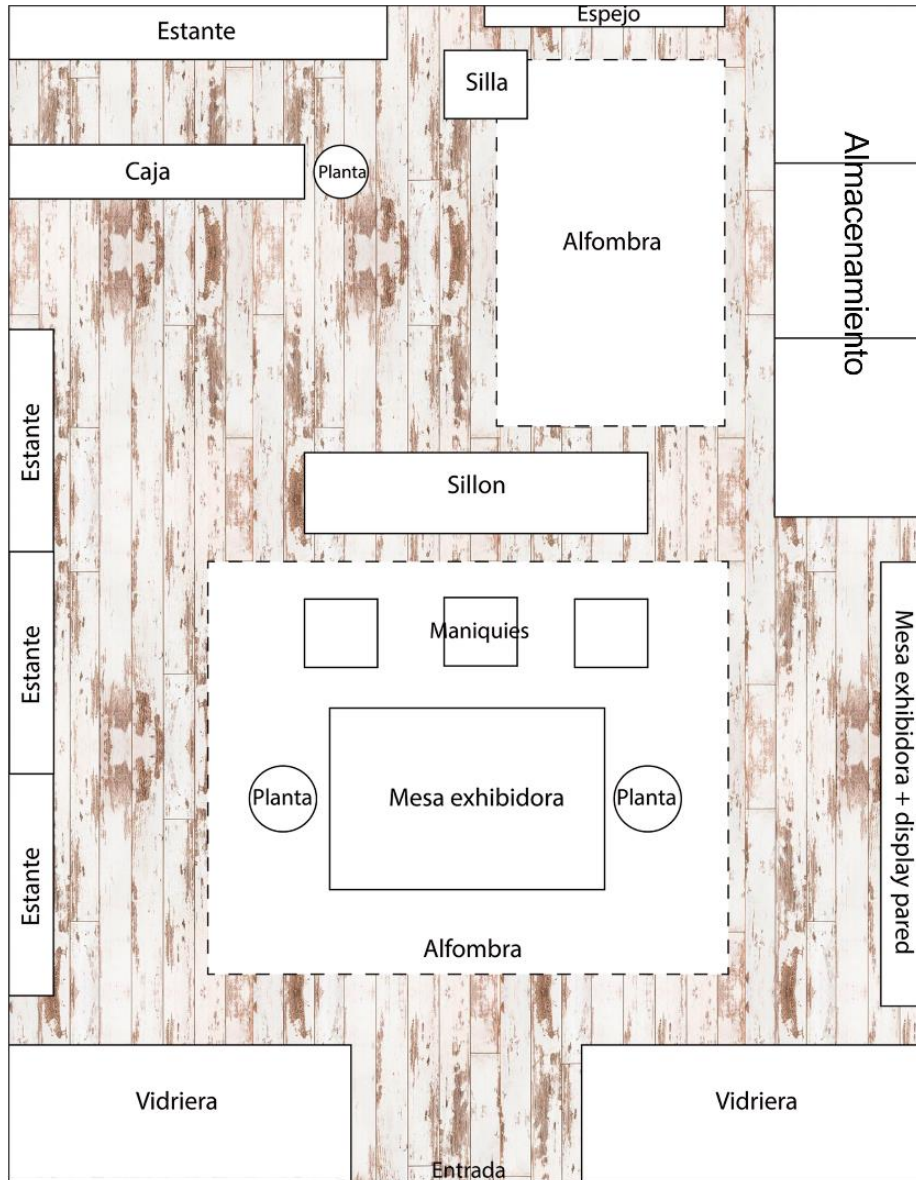 Estante
Espejo
Silla
Caja
Planta
Alfombra
Almacenamiento
Estante
Sillon
Estante
Maniquies
Mesa exhibidora + display pared
Planta
Mesa exhibidora
Planta
Estante
Alfombra
Vidriera
Vidriera
Entrada